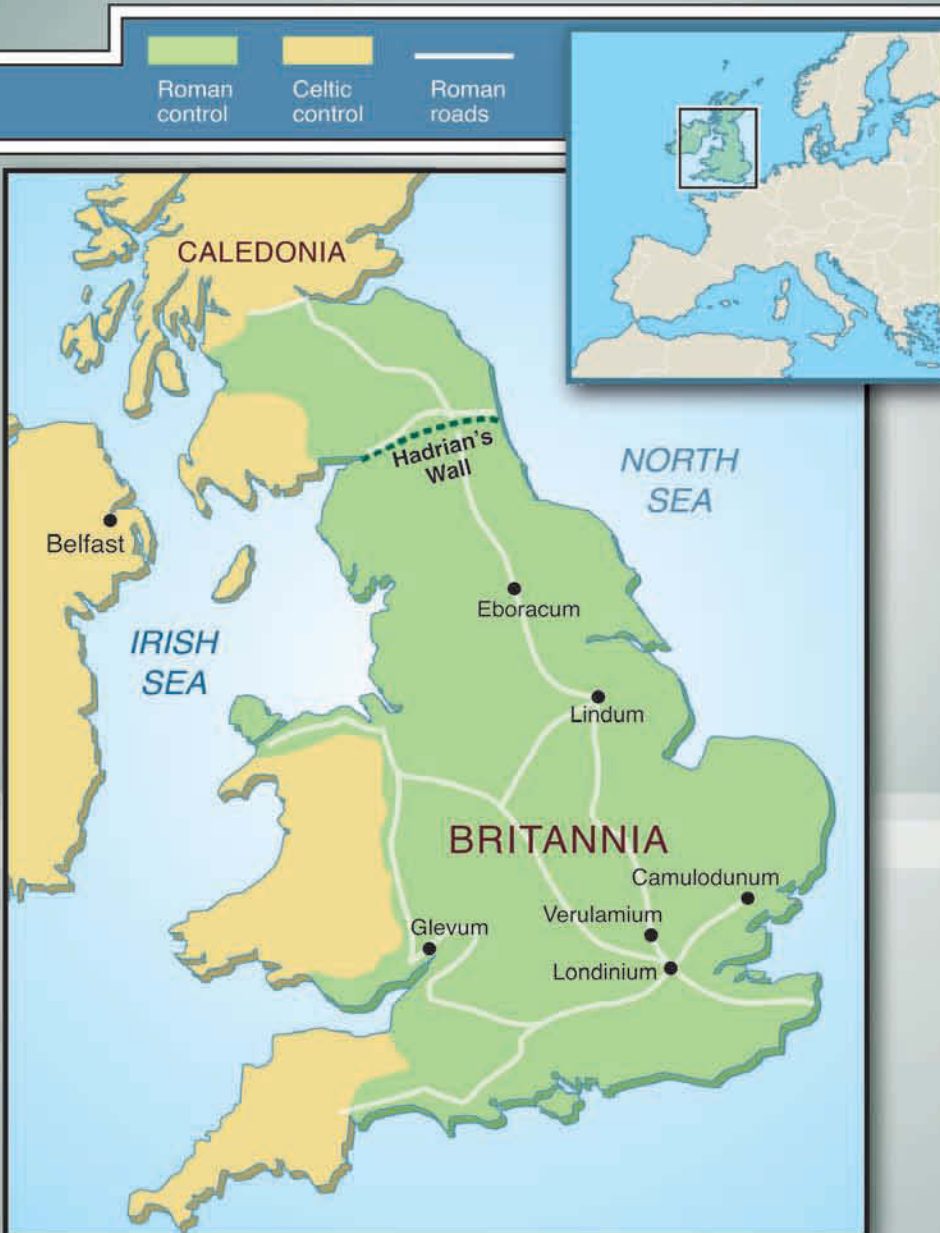 Roman
control
Celtic
control
Roman
roads
CALEDONIA
Hadrian's
Wall
NORTH
SEA
Belfast
Eboracum
IRISH
SEA
Lindum
BRITANNIA
Camulodunum
Verulamium
Glevum
Londinium